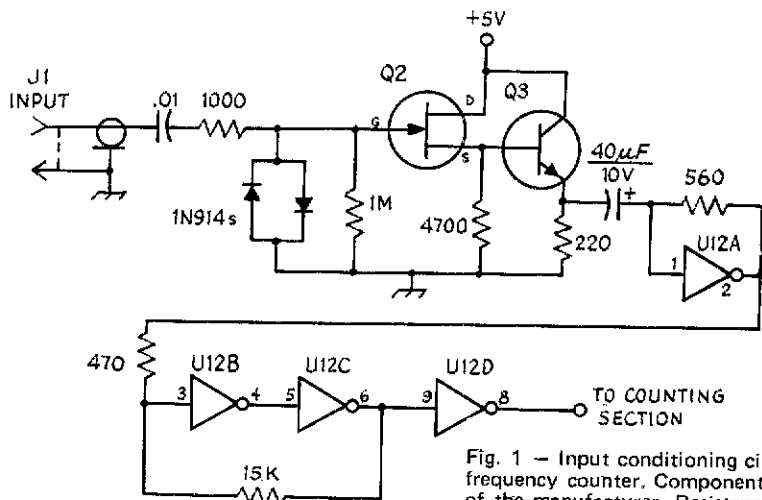 +5V
Q2
J1
INPUT
.01
1000
D
Q3
G
S
40µF
10V
+
560
1N914s
1M
4700
220
U12A
1
2
470
U12B
U12C
U12D
3
4
5
6
9
8
TO COUNTING
SECTION
15K
Fig. 1 — Input conditioning ci
frequency counter. Component
of the manufacturer. Resistors